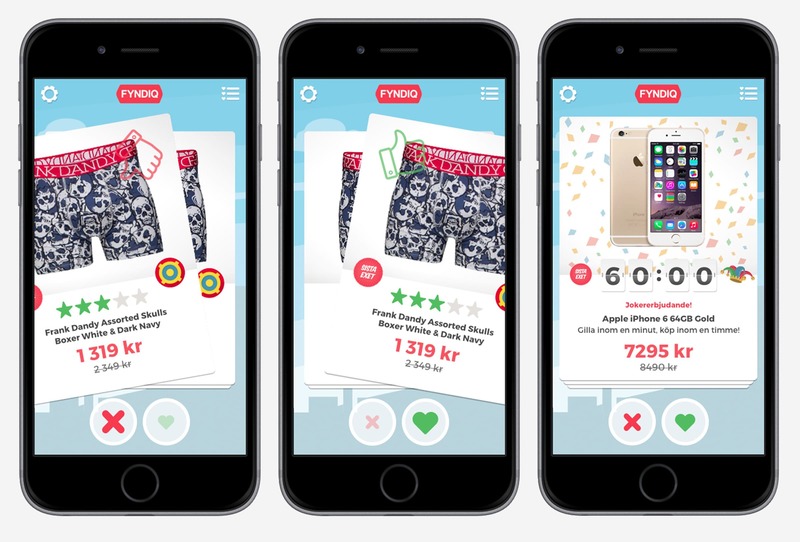 FYNDIQ
FRANK DANDY
Frank Dandy Assorted Skulls
Boxer White & Dark Navy
1 319 kr
2 349 kr
FYNDIQ
FRANK DANDY
SISTA
EXET
Frank Dandy Assorted Skulls
Boxer White & Dark Navy
1 319 kr
2 349 kr
FYNDIQ
SISTA
EXET
60:00
Jokererbjudande!
Apple iPhone 6 64GB Gold
Gilla inom en minut, köp inom en timme!
7295 kr
8490 kr